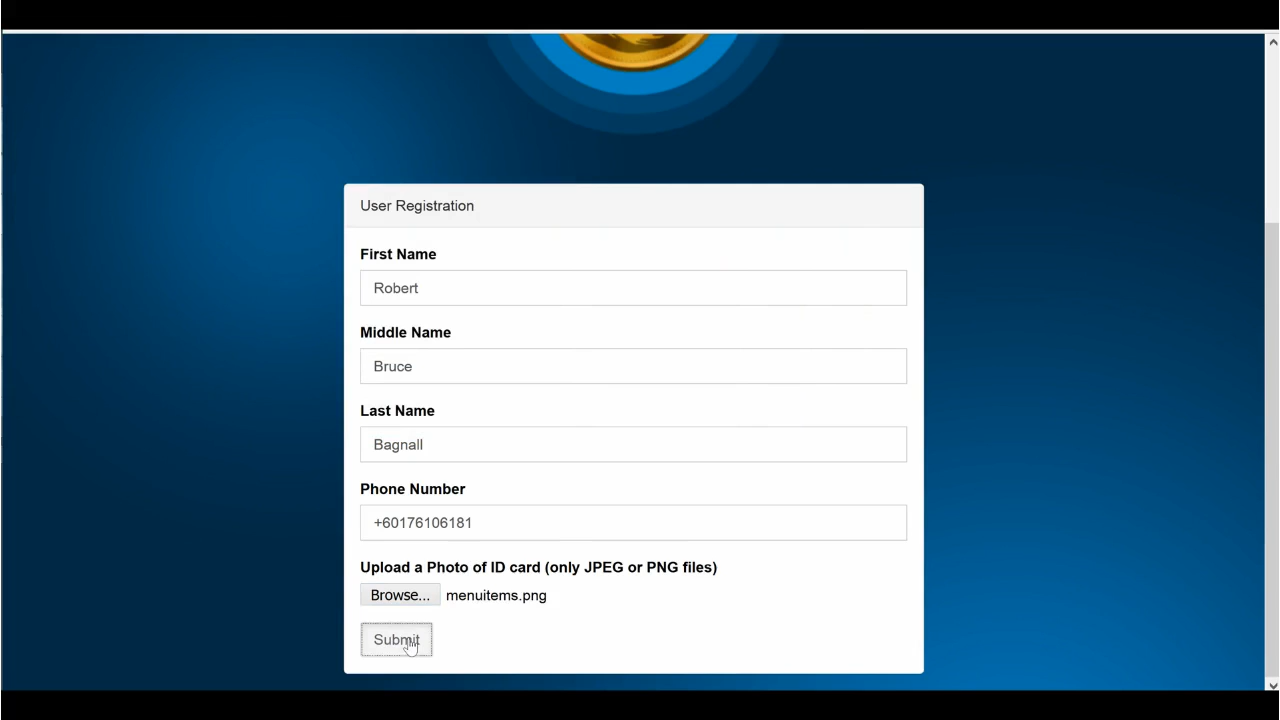 User Registration
First Name
Robert
Middle Name
Bruce
Last Name
Bagnall
Phone Number
+60176106181
Upload a Photo of ID card (only JPEG or PNG files)
Browse... menuitems.png
Submit